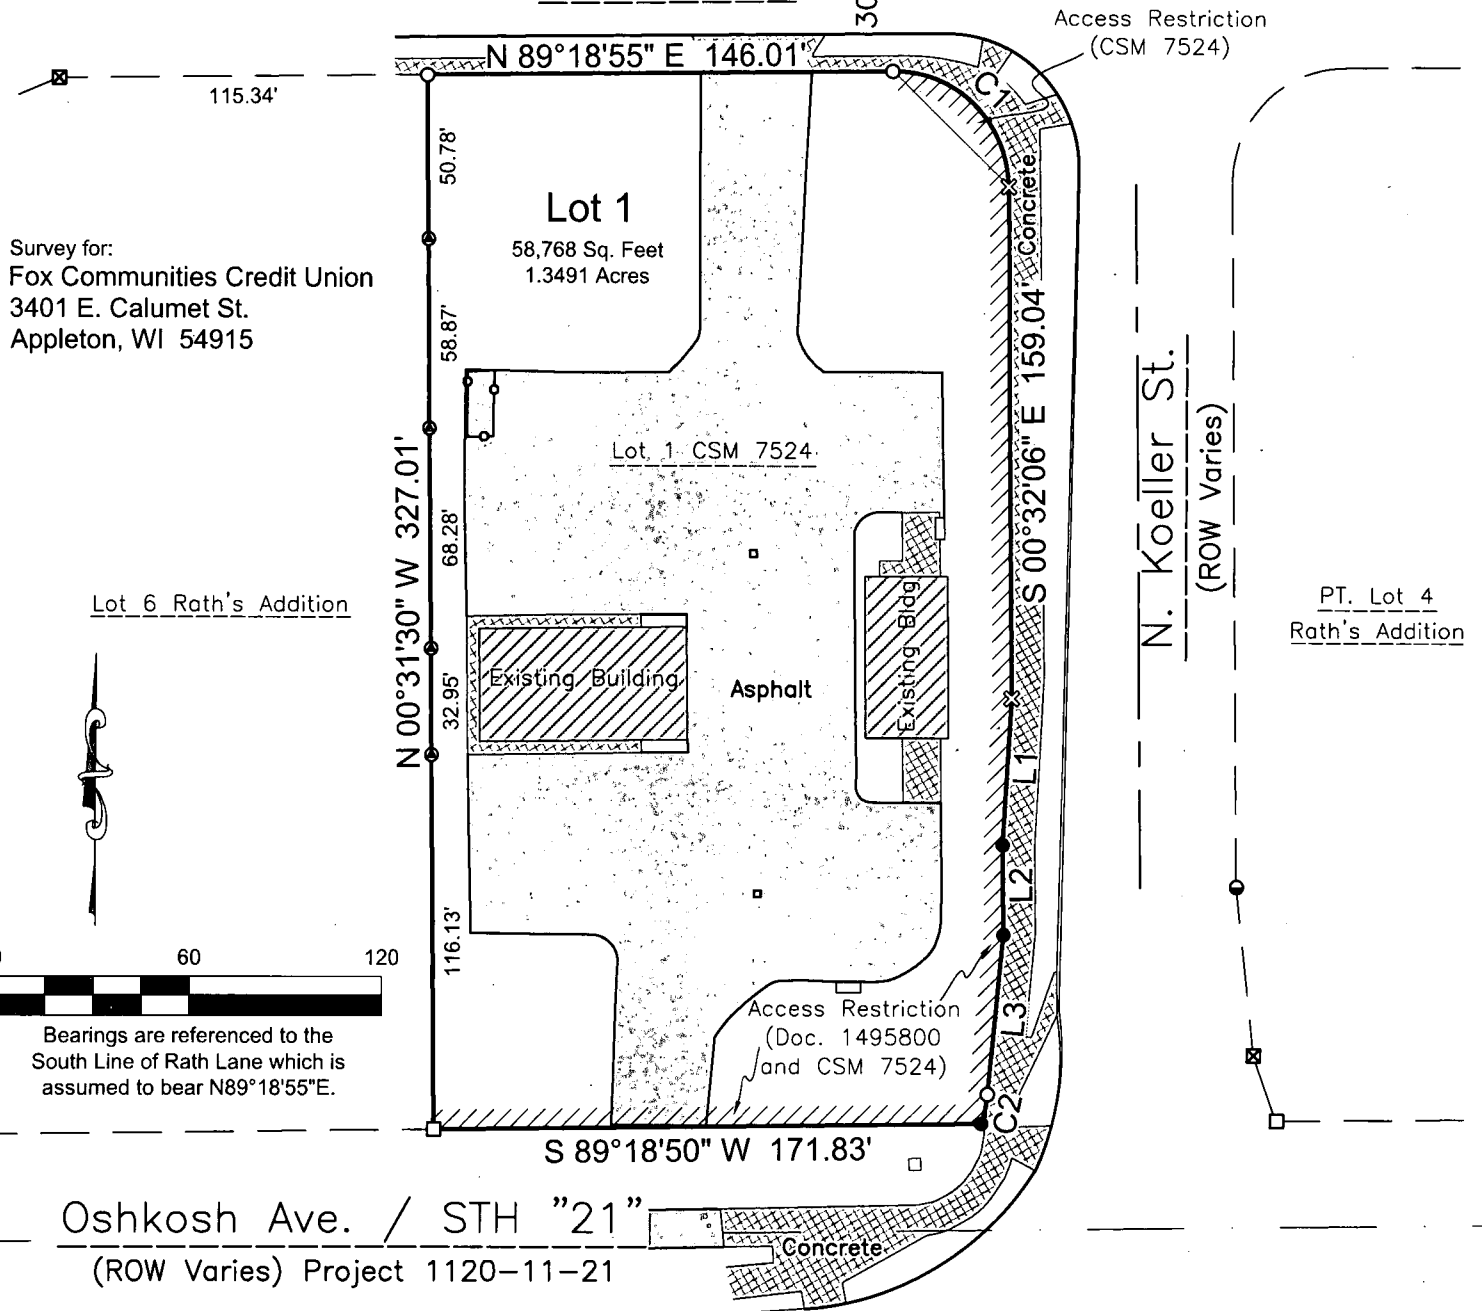 30
Access Restriction
(CSM 7524)
N 89°18'55" E 146.01'
115.34'
C1
50.78'
Lot 1
58,768 Sq. Feet
1.3491 Acres
Concrete
Survey for:
Fox Communities Credit Union
3401 E. Calumet St.
Appleton, WI 54915
58.87'
S 00°32'06" E 159.04'
N. Koeller St.
(ROW Varies)
Lot 1 CSM 7524
N 00°31'30" W 327.01'
68.28'
Lot 6 Rath's Addition
PT. Lot 4
Rath's Addition
Existing Building
Asphalt
Existing Bldg
32.95'
L1
L2
116.13'
60
120
Bearings are referenced to the
South Line of Rath Lane which is
assumed to bear N89°18'55"E.
Access Restriction
(Doc. 1495800
and CSM 7524)
L3
C2
S 89°18'50" W 171.83'
Oshkosh Ave. / STH "21"
(ROW Varies) Project 1120-11-21
Concrete